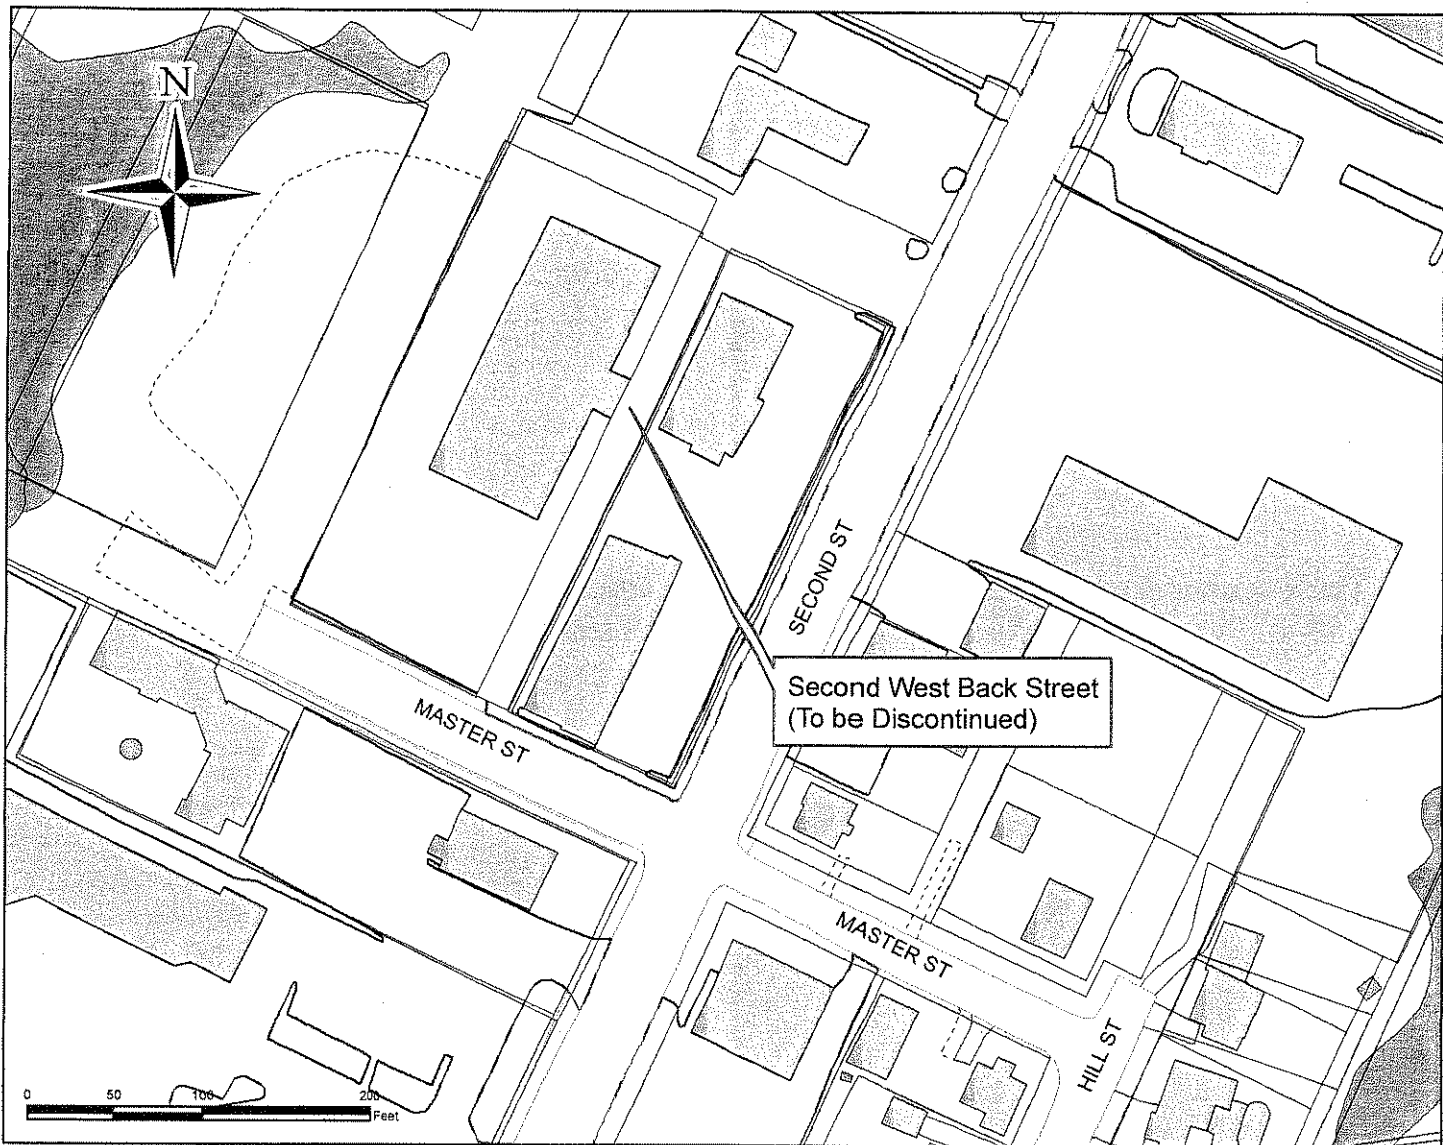 N
SECOND ST
Second West Back Street
(To be Discontinued)
MASTER ST
MASTER ST
HILL ST
0 50 100 200
Feet